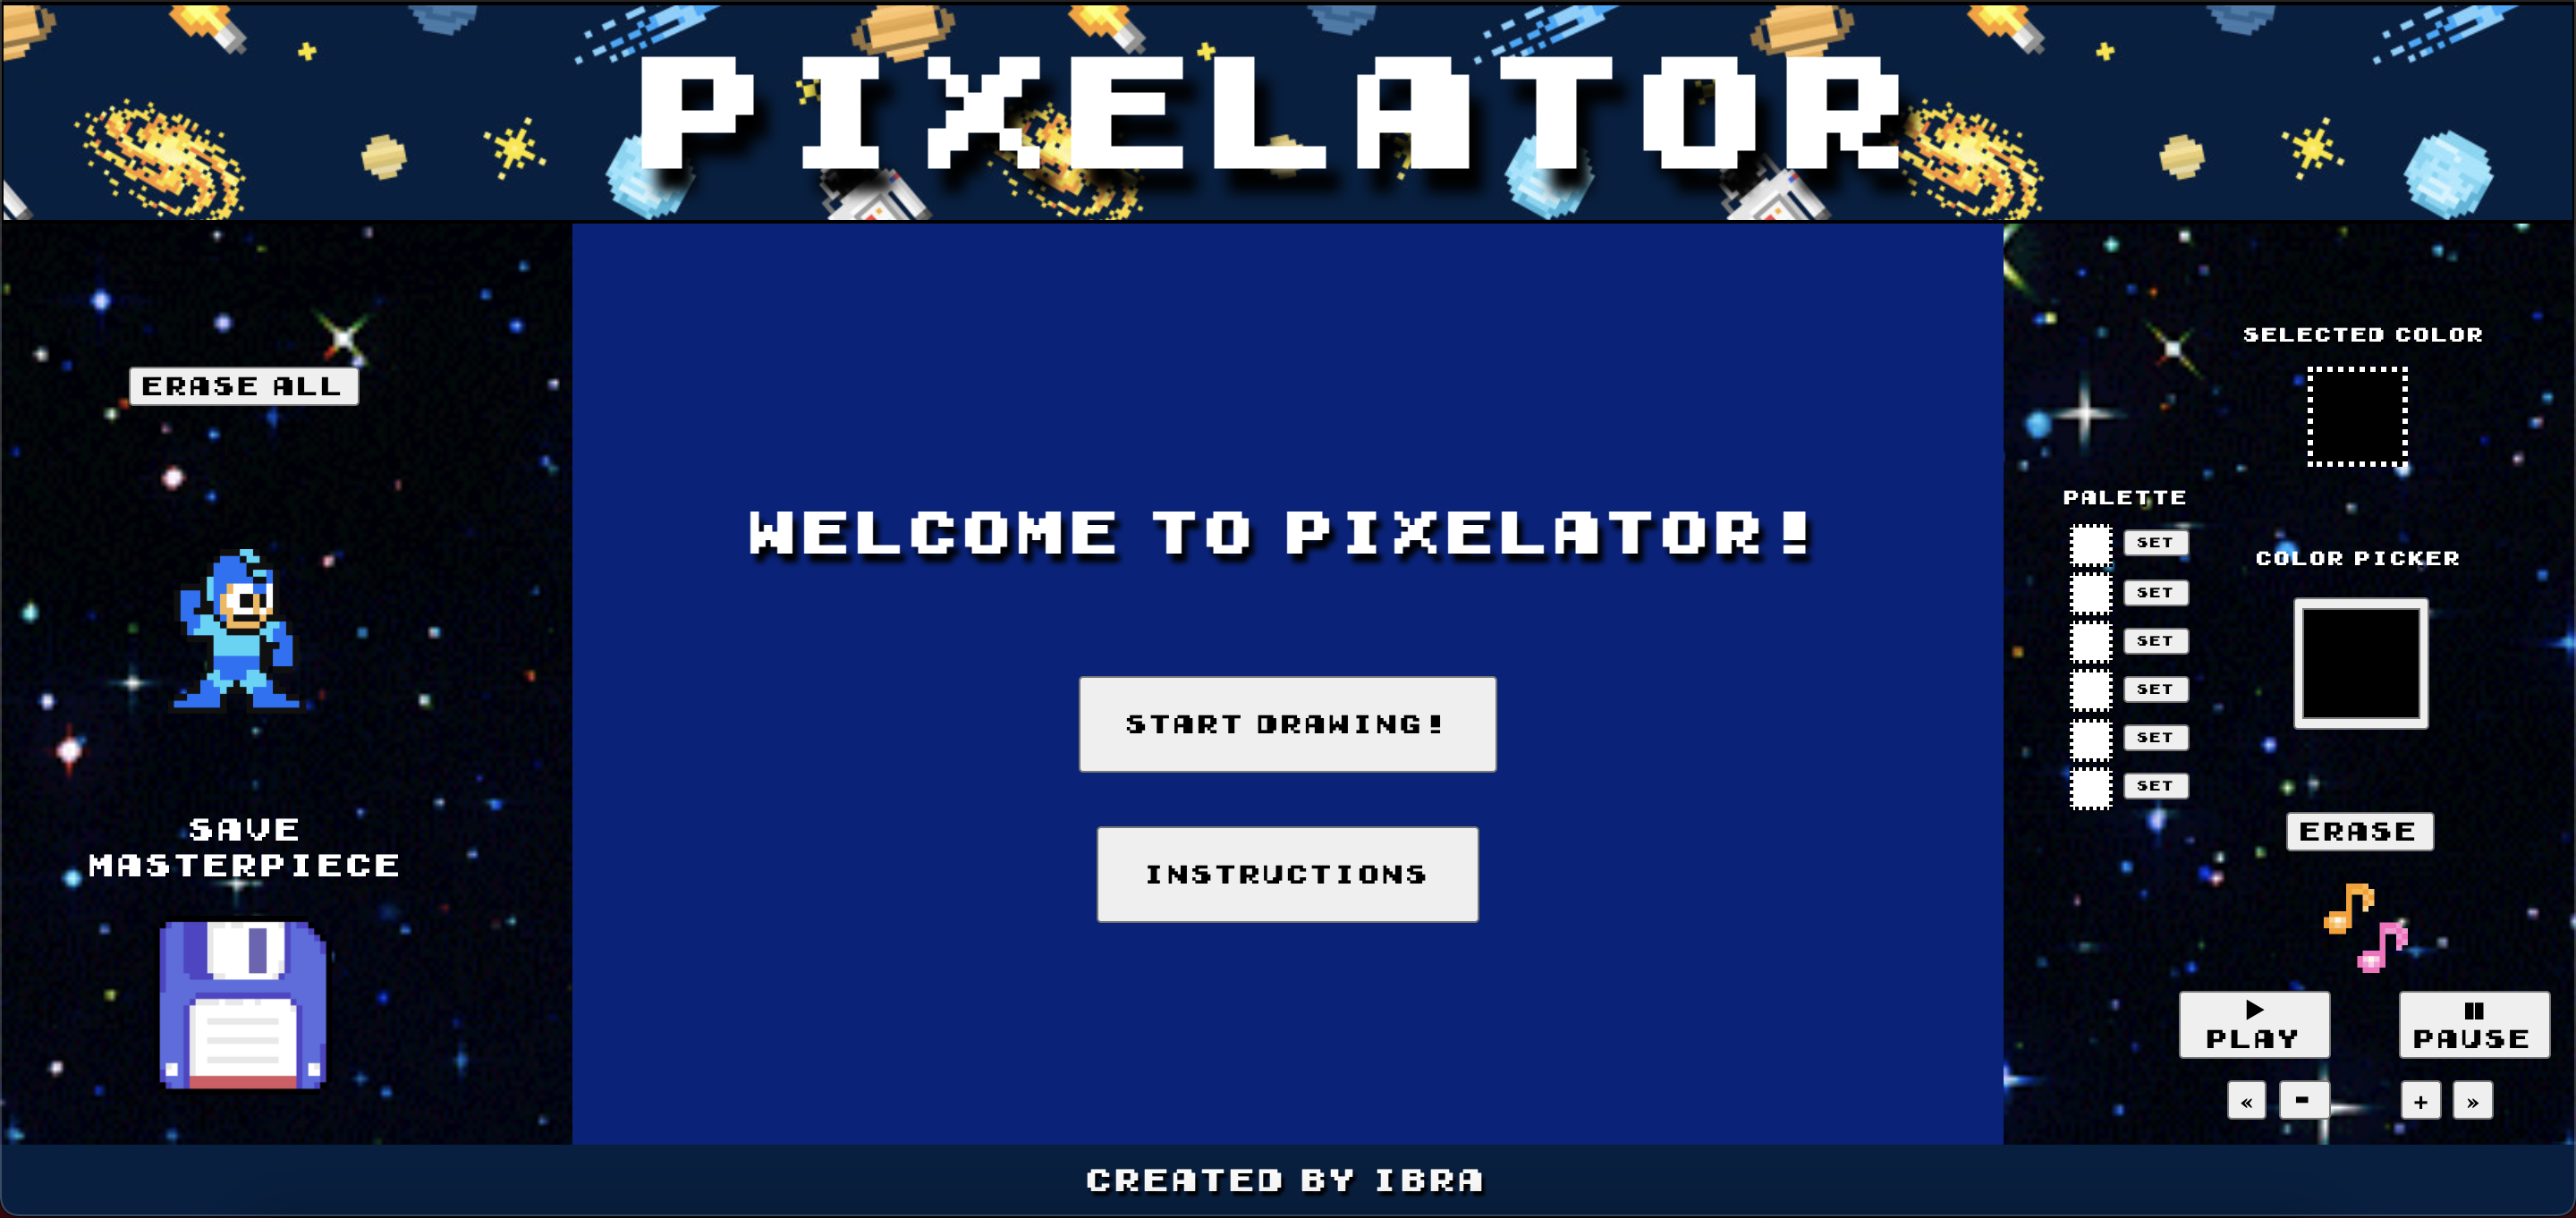 PIXELATOR
ERASE ALL
SAVE
MASTERPIECE
WELCOME TO PIXELATOR!
START DRAWING!
INSTRUCTIONS
SELECTED COLOR
PALETTE
SET
SET
SET
SET
SET
SET
COLOR PICKER
ERASE
PLAY
PAUSE
« - + »
CREATED BY IBRA